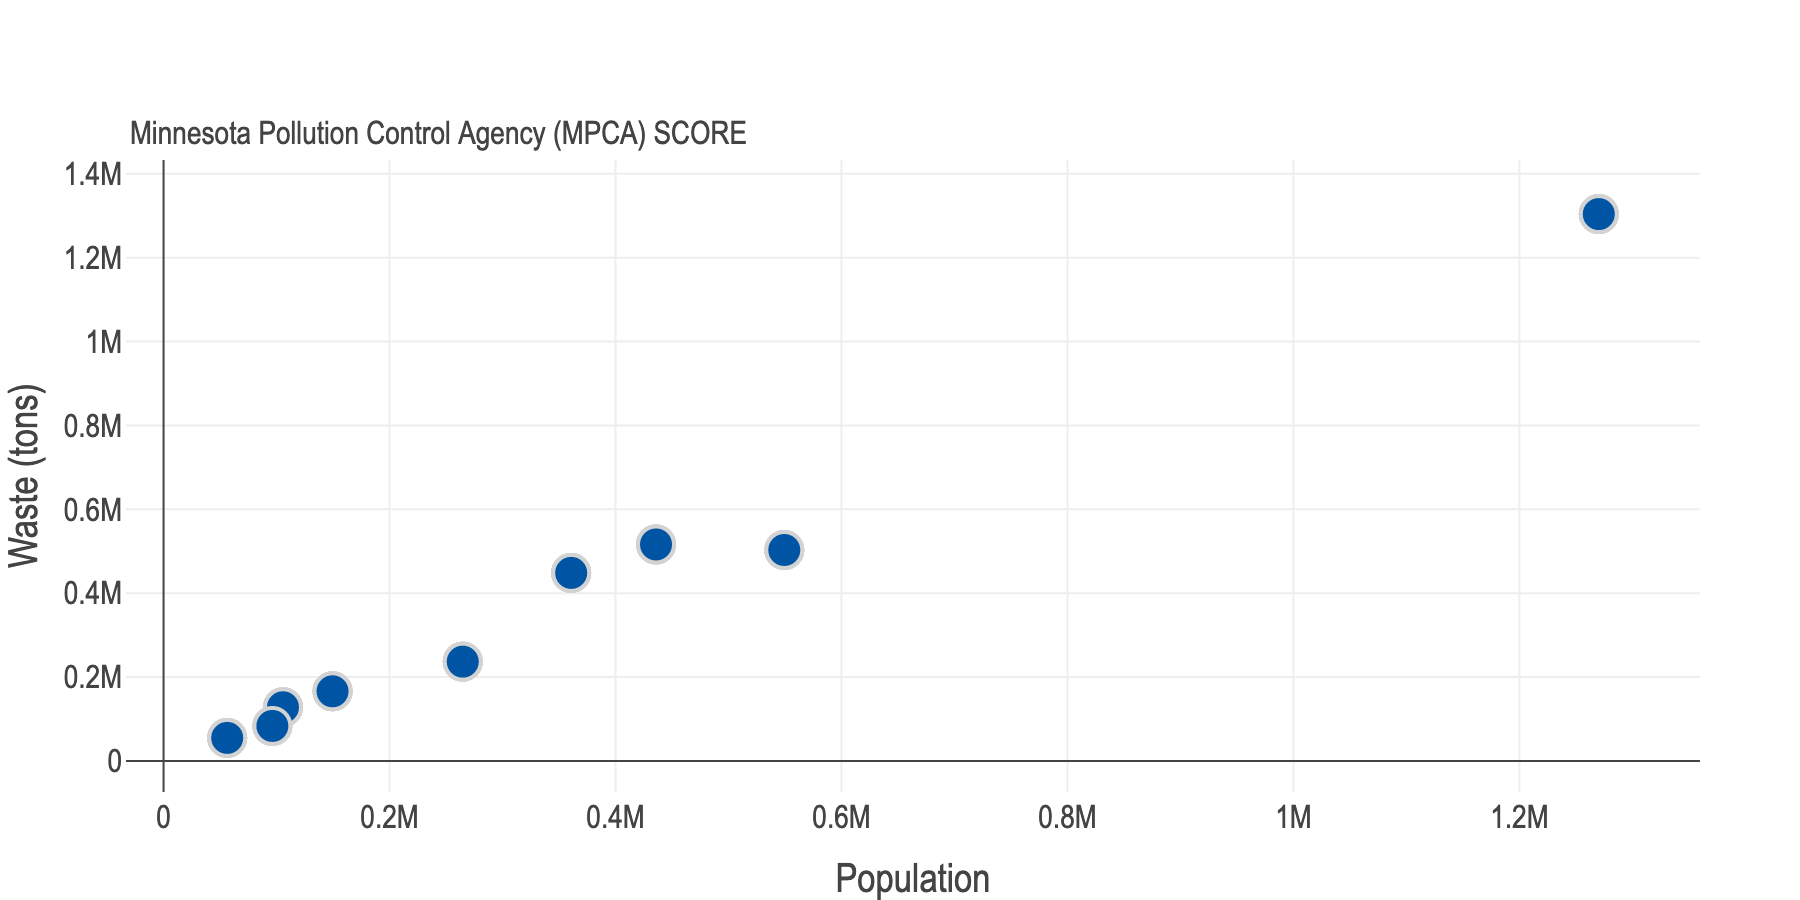 Minnesota Pollution Control Agency (MPCA) SCORE
1.4M
1.2M
1M
0.8M
0.6M
0.4M
0.2M
0
Waste (tons)
0 0.2M 0.4M 0.6M 0.8M 1M 1.2M
Population